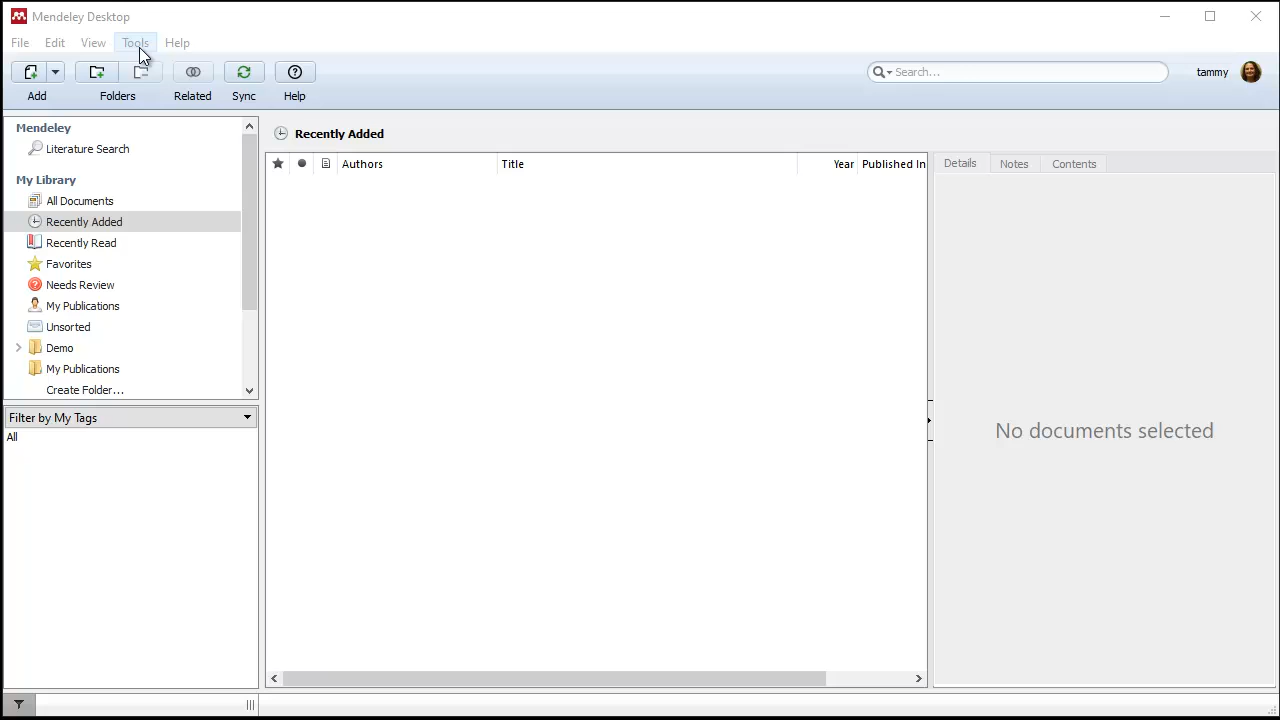 Mendeley Desktop
File Edit View Tools Help
Search... tammy
Add Folders Related Sync Help
Mendeley
Literature Search
My Library
All Documents
Recently Added
Recently Read
Favorites
Needs Review
My Publications
Unsorted
Demo
My Publications
Create Folder...
Filter by My Tags
All
Recently Added
Authors Title Year Published In
Details Notes Contents
No documents selected